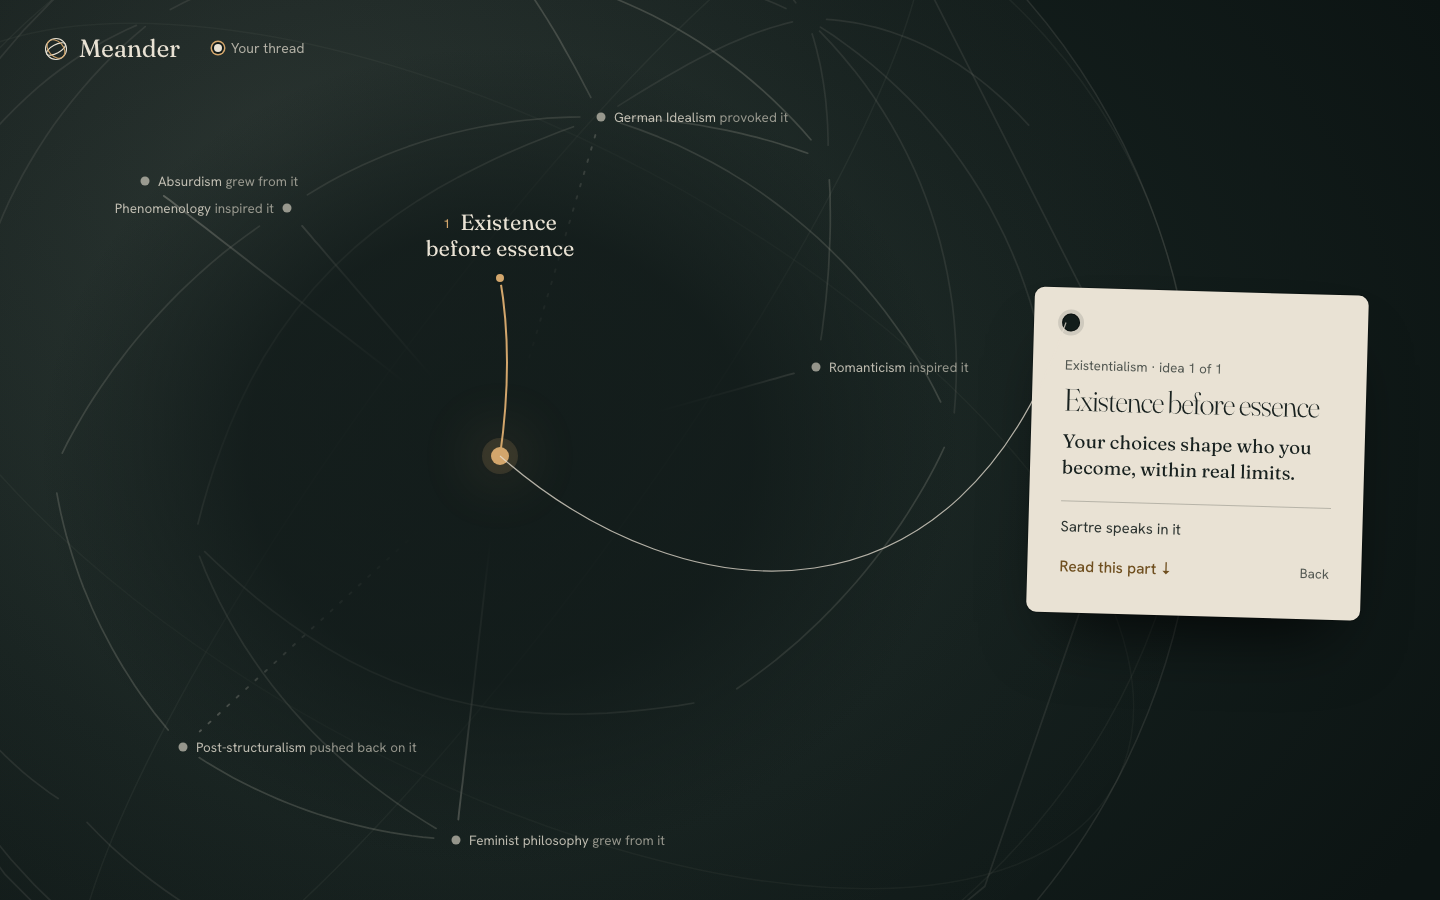 Meander
Your thread
German Idealism provoked it
Absurdism grew from it
Phenomenology inspired it
1 Existence
before essence
Romanticism inspired it
Existentialism · idea 1 of 1
Existence before essence
Your choices shape who you
become, within real limits.
Sartre speaks in it
Read this part ↓
Back
Post-structuralism pushed back on it
Feminist philosophy grew from it